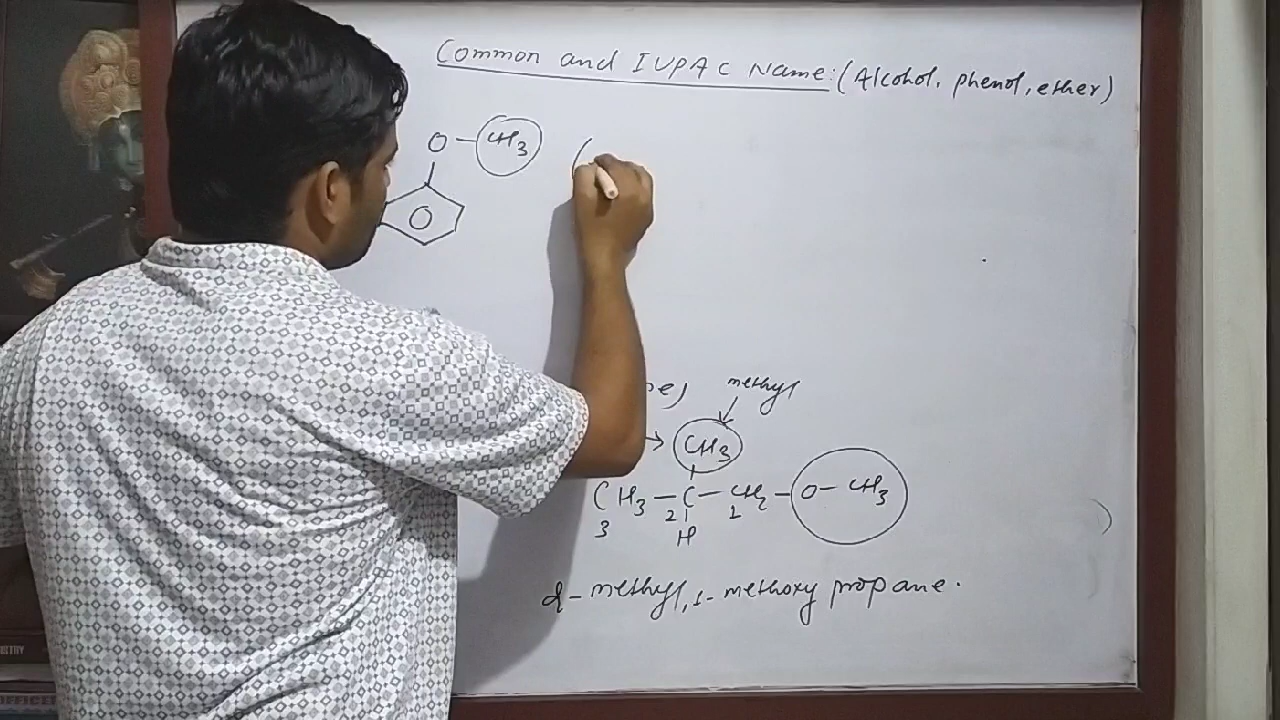 Common and IUPAC Name: (Alcohol, phenol, ether)
O - CH3
O
(
ne) methyl
→ CH3
CH3 - C - CH2 - O - CH3
3 2 1
H
2-methyl, 1-methoxy propane.